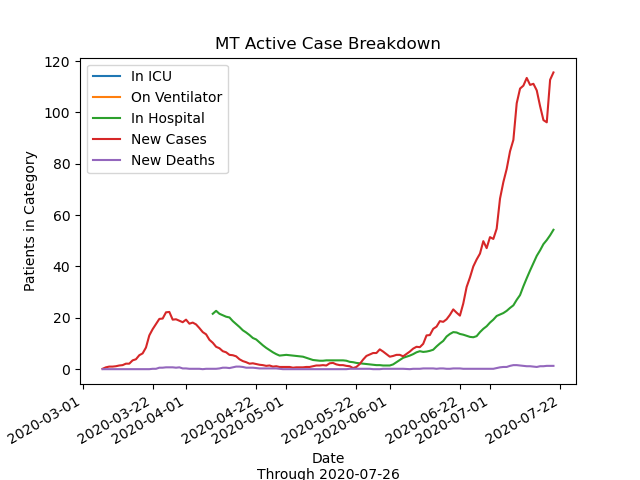 MT Active Case Breakdown
120
100
80
60
40
20
0
Patients in Category
In ICU
On Ventilator
In Hospital
New Cases
New Deaths
2020-03-01
2020-03-22
2020-04-01
2020-04-22
2020-05-01
2020-05-22
2020-06-01
2020-06-22
2020-07-01
2020-07-22
Date
Through 2020-07-26